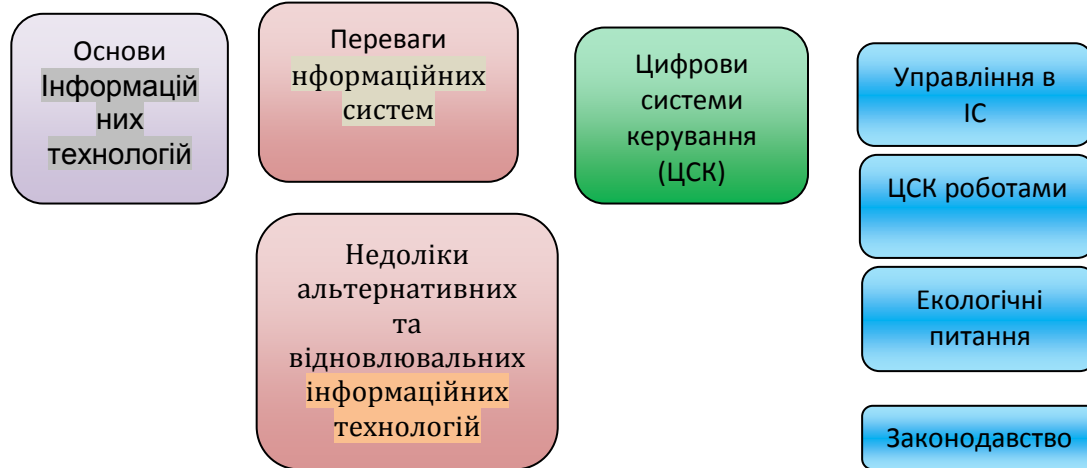 Основи
Інформацій
них
технологій
Переваги
нформаційних
систем
Недоліки
альтернативних
та
відновлювальних
інформаційних
технологій
Цифрови
системи
керування
(ЦСК)
Управління в
ІС
ЦСК роботами
Екологічні
питання
Законодавство